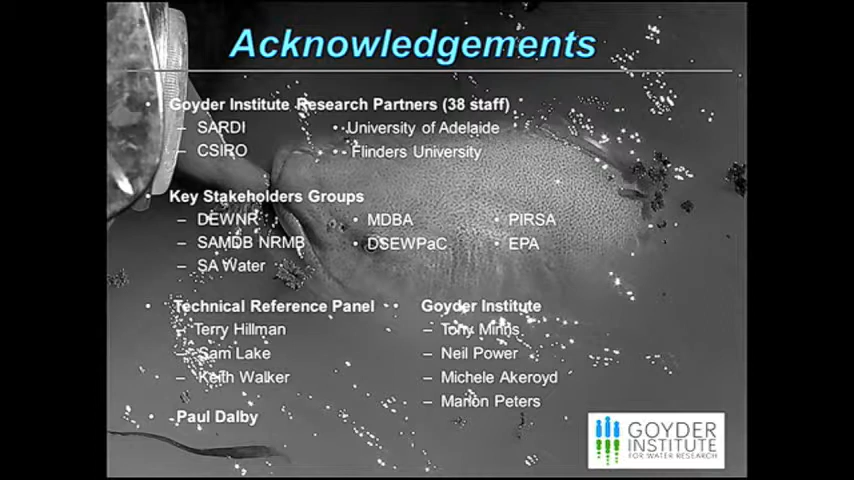 Acknowledgements
• Goyder Institute Research Partners (38 staff)
– SARDI • University of Adelaide
– CSIRO • Flinders University
• Key Stakeholders Groups
– DEWNR • MDBA • PIRSA
– SAMDB NRMB • DSEWPaC • EPA
– SA Water
• Technical Reference Panel • Goyder Institute
– Terry Hillman – Tony Minns
– Sam Lake – Neil Power
– Keith Walker – Michele Akeroyd
– Marion Peters
• Paul Dalby
GOYDER
INSTITUTE
FOR WATER RESEARCH